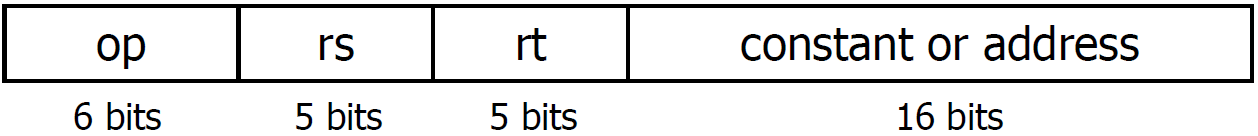 op rs rt constant or address
6 bits 5 bits 5 bits 16 bits